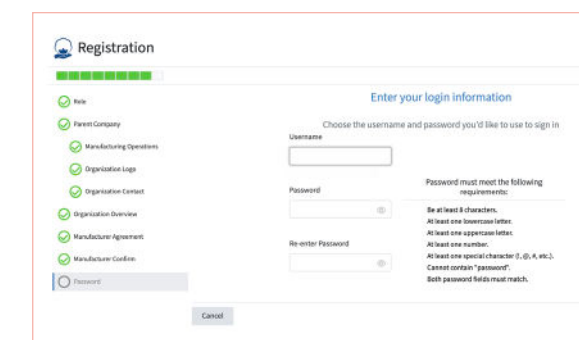 Registration
Role
Parent Company
Manufacturing Operations
Organization Logo
Organization Contact
Organization Overview
Manufacturer Agreement
Manufacturer Confirm
Password
Enter your login information
Choose the username and password you'd like to use to sign in
Username
Password
Re-enter Password
Password must meet the following
requirements:
Be at least 8 characters.
At least one lowercase letter.
At least one uppercase letter.
At least one number.
At least one special character (!, @, #, etc.).
Cannot contain "password".
Both password fields must match.
Cancel